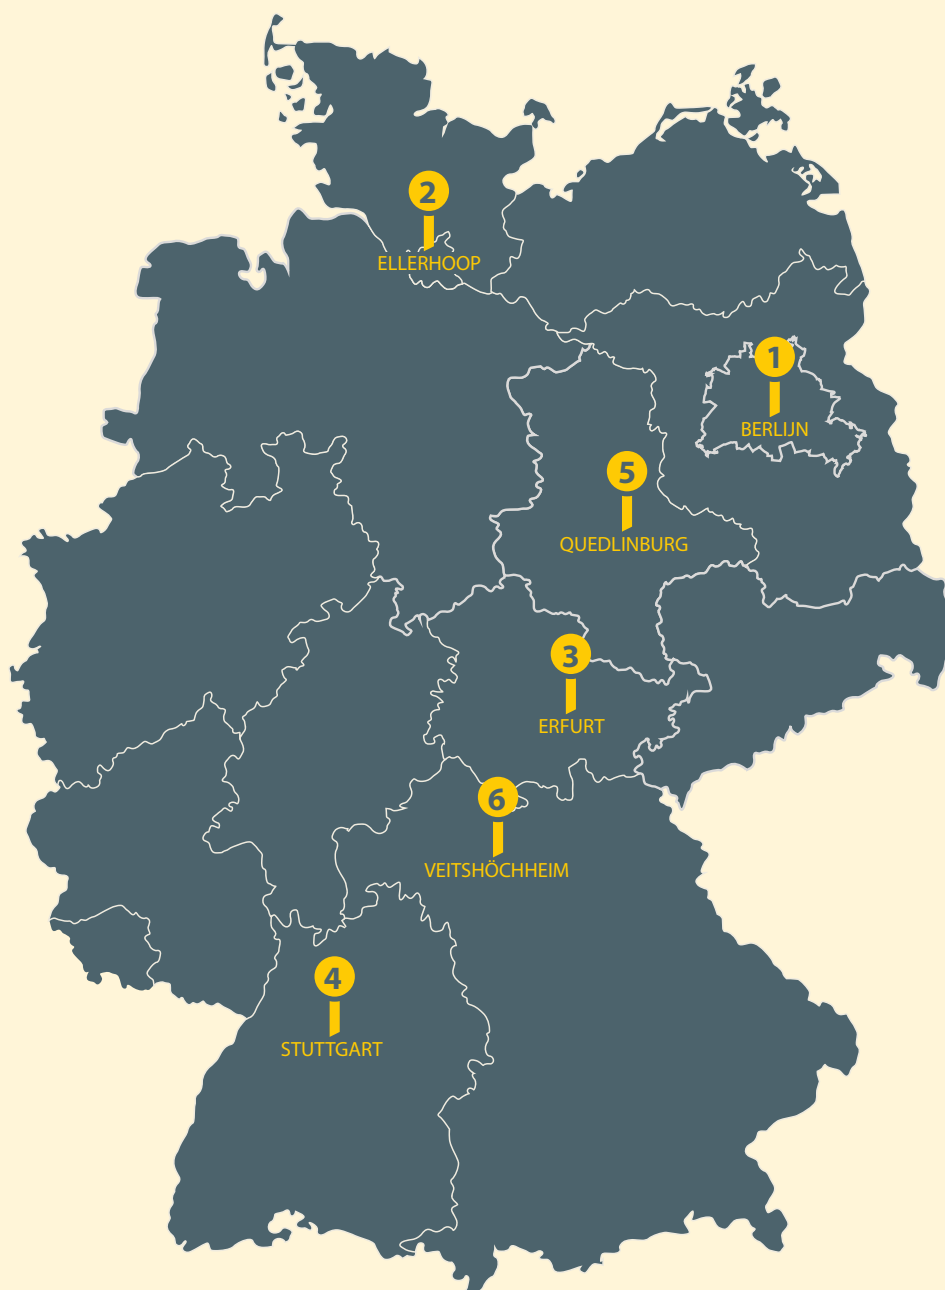 2
ELLERHOOP
1
BERLIJN
5
QUEDLINBURG
3
ERFURT
6
VEITSHÖCHHEIM
4
STUTTGART